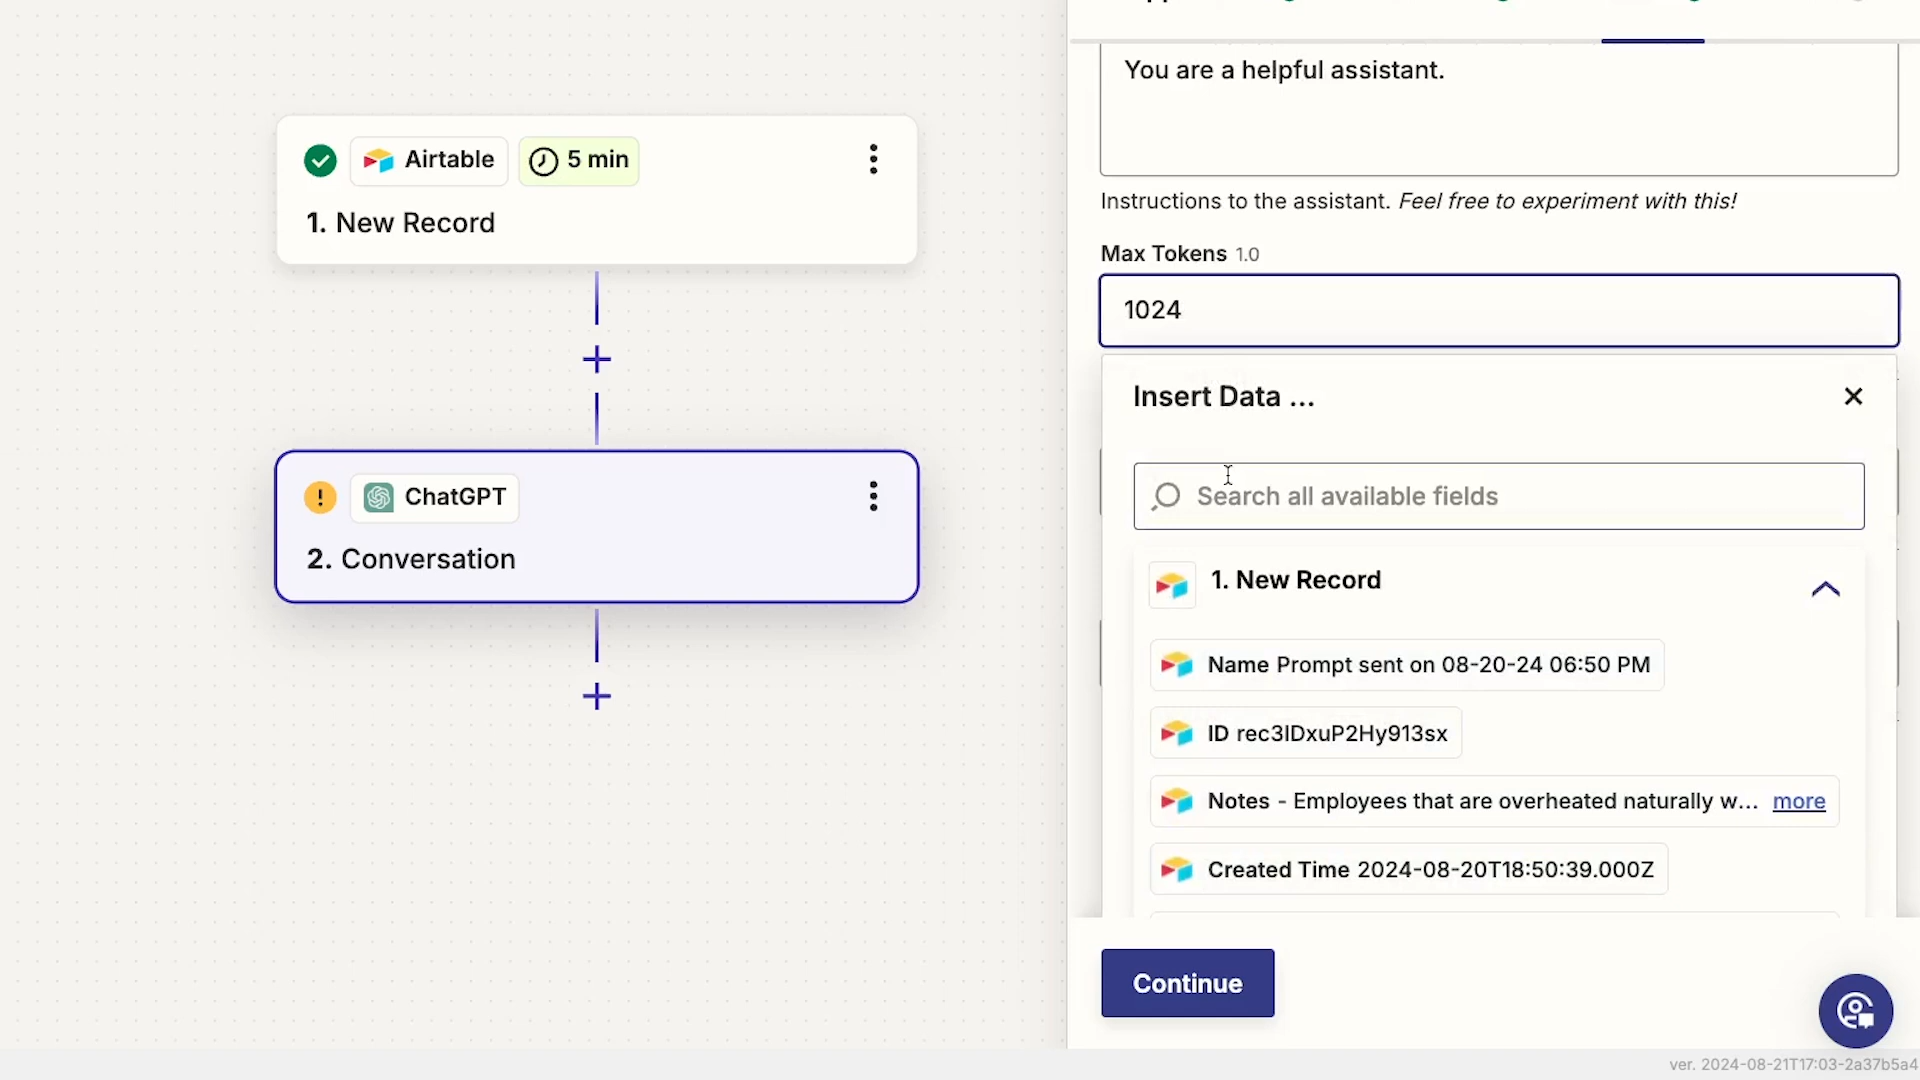 Airtable
5 min
1. New Record
ChatGPT
2. Conversation
You are a helpful assistant.
Instructions to the assistant. Feel free to experiment with this!
Max Tokens 1.0
1024
Insert Data ...
Search all available fields
1. New Record
Name Prompt sent on 08-20-24 06:50 PM
ID rec3IDxuP2Hy913sx
Notes - Employees that are overheated naturally w... more
Created Time 2024-08-20T18:50:39.000Z
Continue
ver. 2024-08-21T17:03-2a37b5a4